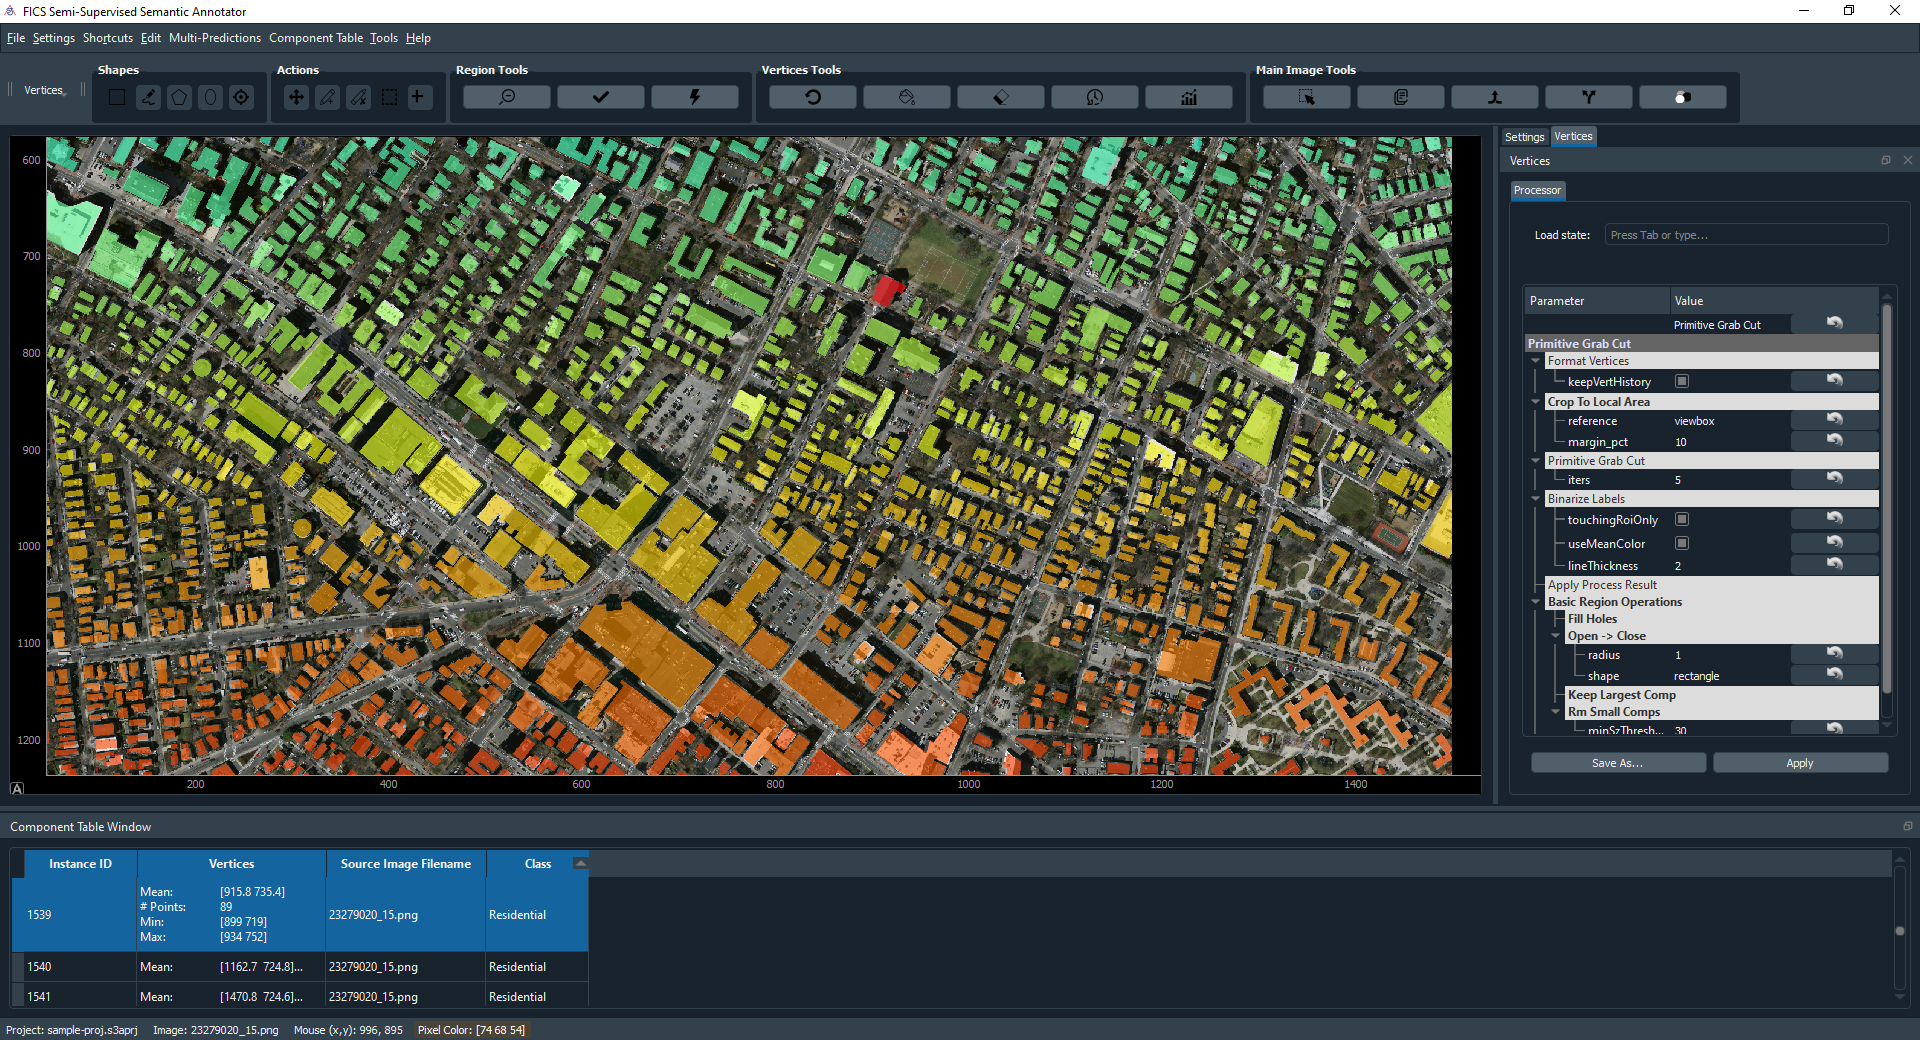 FICS Semi-Supervised Semantic Annotator
File Settings Shortcuts Edit Multi-Predictions Component Table Tools Help
Vertices
Shapes
Actions
Region Tools
Vertices Tools
Main Image Tools
600
700
800
900
1000
1100
1200
200 400 600 800 1000 1200 1400
A
Settings Vertices
Vertices
Processor
Load state: Press Tab or type...
Parameter Value
Primitive Grab Cut
Primitive Grab Cut
Format Vertices
keepVertHistory
Crop To Local Area
reference viewbox
margin_pct 10
Primitive Grab Cut
iters 5
Binarize Labels
touchingRoiOnly
useMeanColor
lineThickness 2
Apply Process Result
Basic Region Operations
Fill Holes
Open -> Close
radius 1
shape rectangle
Keep Largest Comp
Rm Small Comps
minSzThresh... 30
Save As... Apply
Component Table Window
Instance ID Vertices Source Image Filename Class
1539 Mean: [915.8 735.4] 23279020_15.png Residential
# Points: 89
Min: [899 719]
Max: [934 752]
1540 Mean: [1162.7 724.8]... 23279020_15.png Residential
1541 Mean: [1470.8 724.6]... 23279020_15.png Residential
Project: sample-proj.s3aprj Image: 23279020_15.png Mouse (x,y): 996, 895 Pixel Color: [74 68 54]